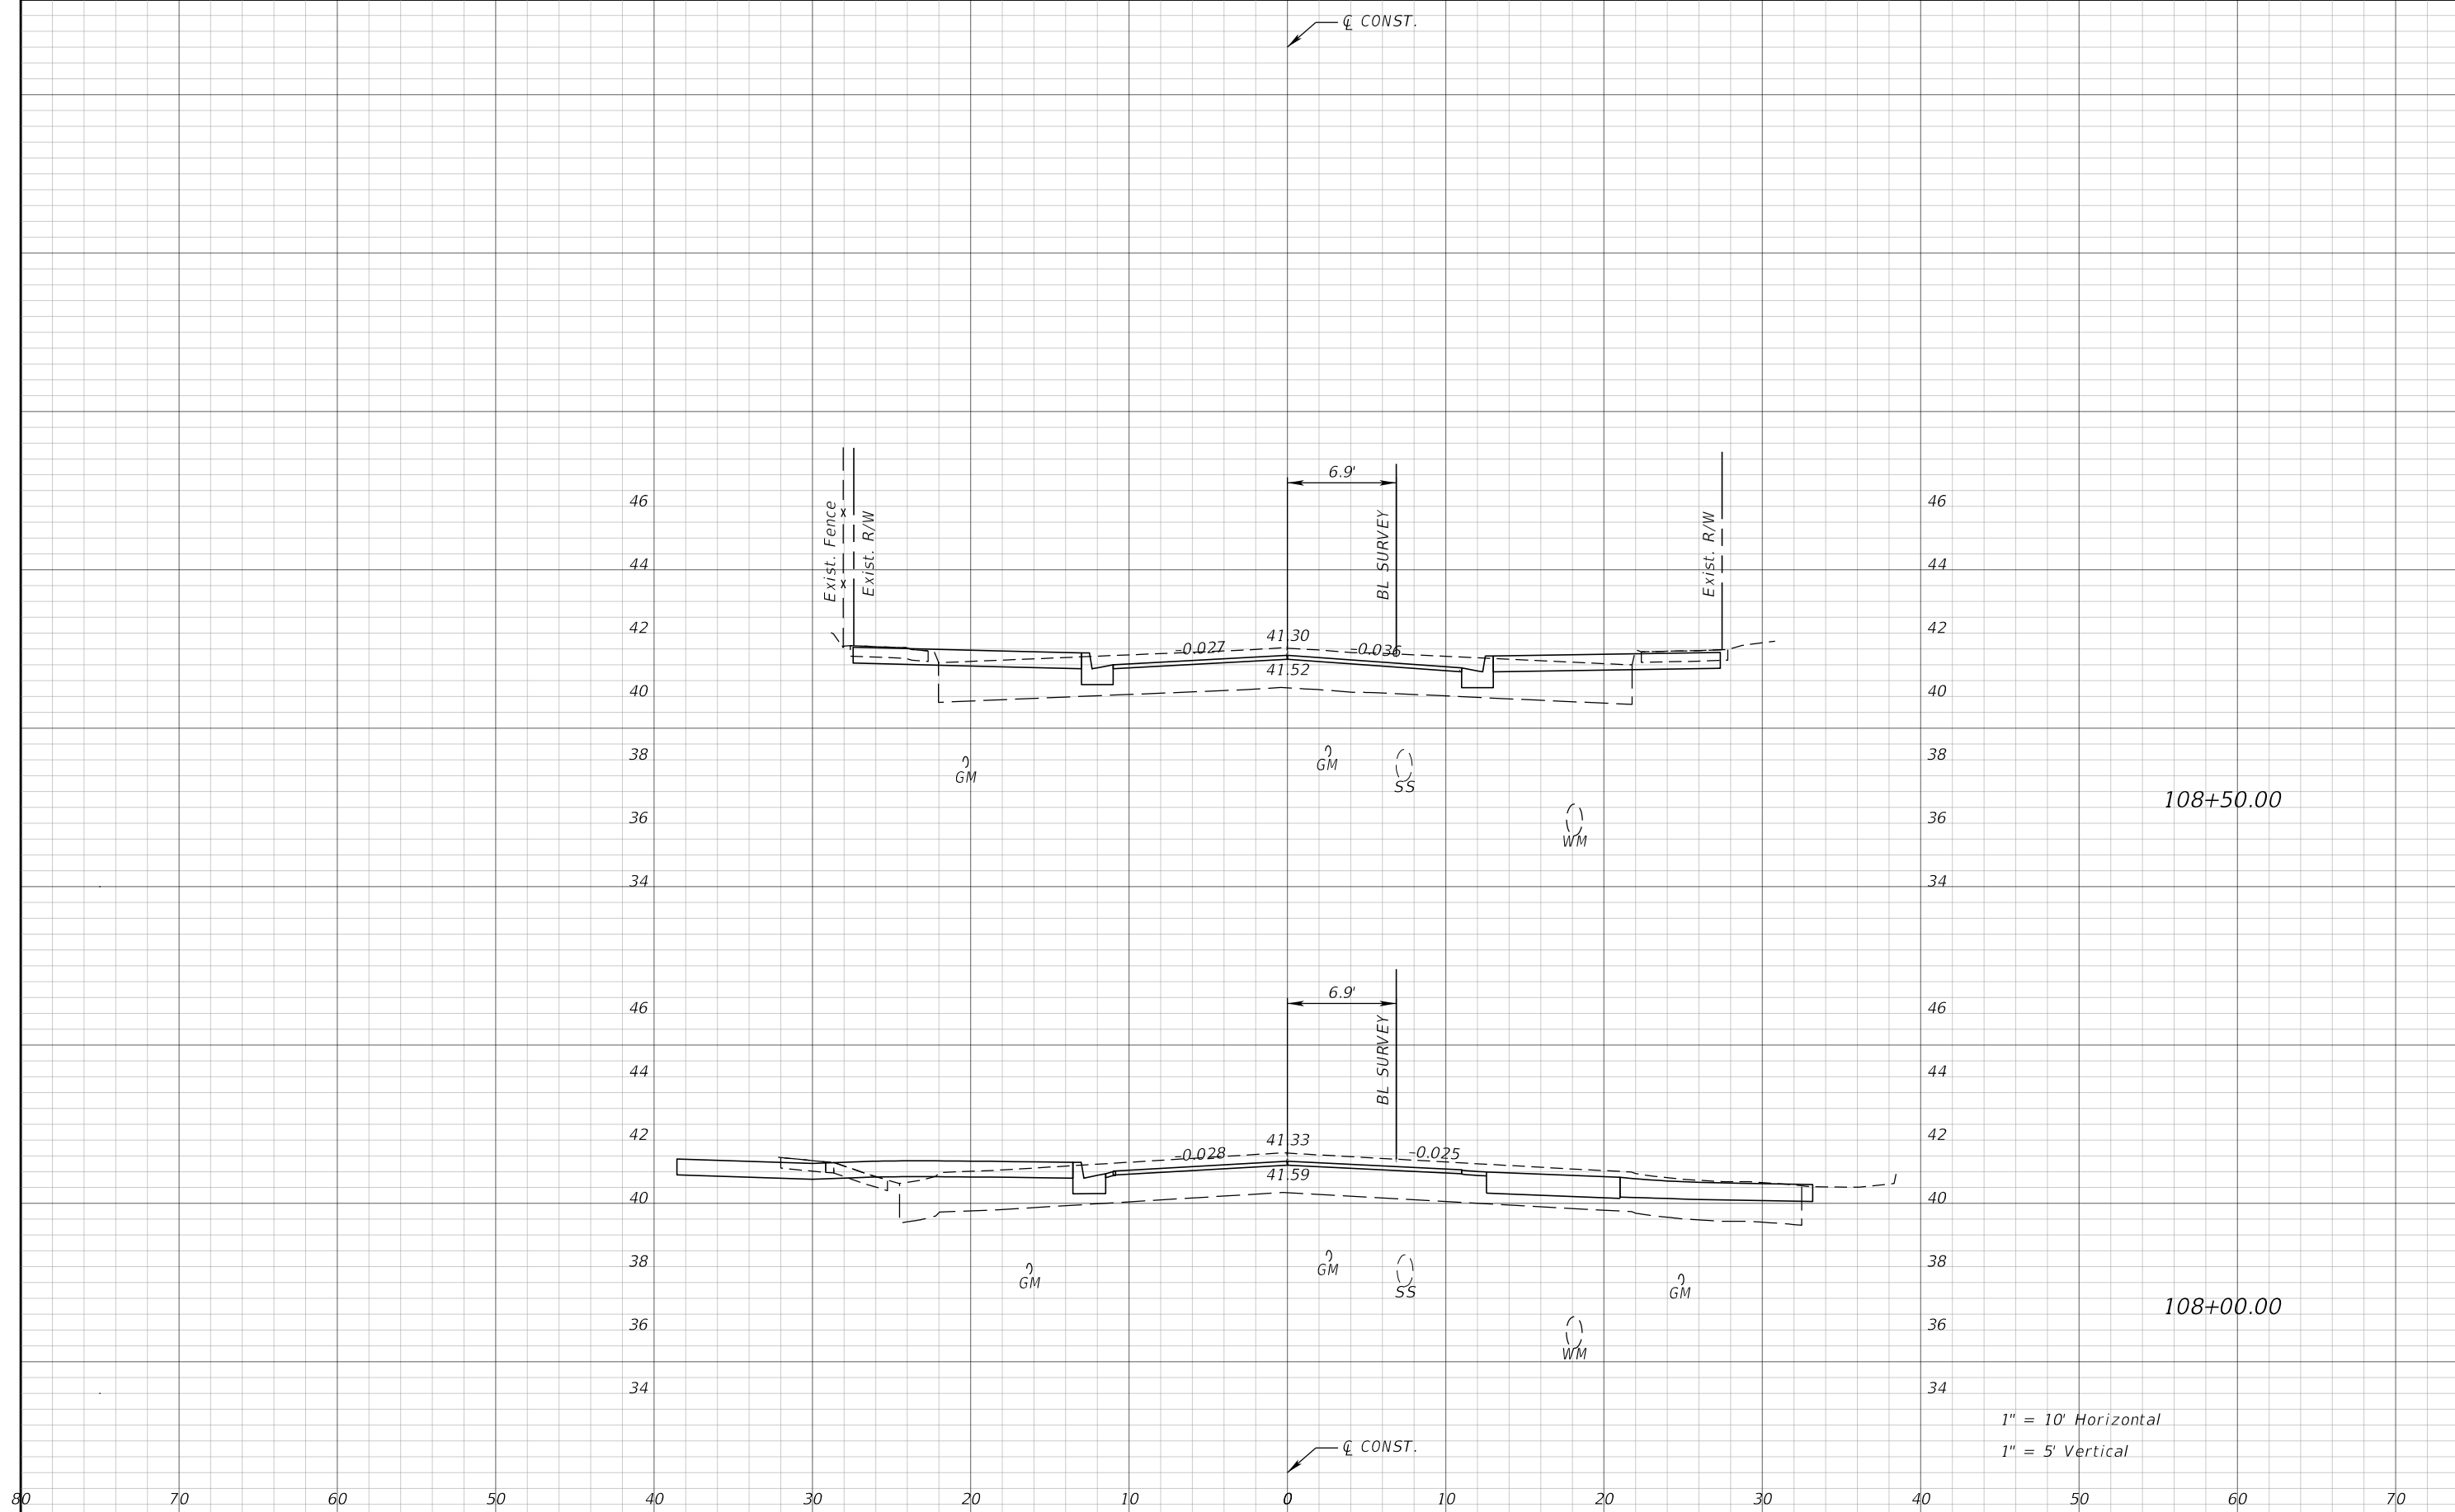 ℄ CONST.
6.9'
46 46
Exist. Fence
Exist. R/W
BL SURVEY
Exist. R/W
44 44
42 42
41.30
-0.027 -0.036
41.52
40 40
38 38
GM GM SS
108+50.00
36 36
WM
34 34
6.9'
46 46
BL SURVEY
44 44
42 42
41.33
-0.028 -0.025
41.59
40 40
38 38
GM GM SS GM
108+00.00
36 36
WM
34 34
1" = 10' Horizontal
℄ CONST.
1" = 5' Vertical
80 70 60 50 40 30 20 10 0 10 20 30 40 50 60 70